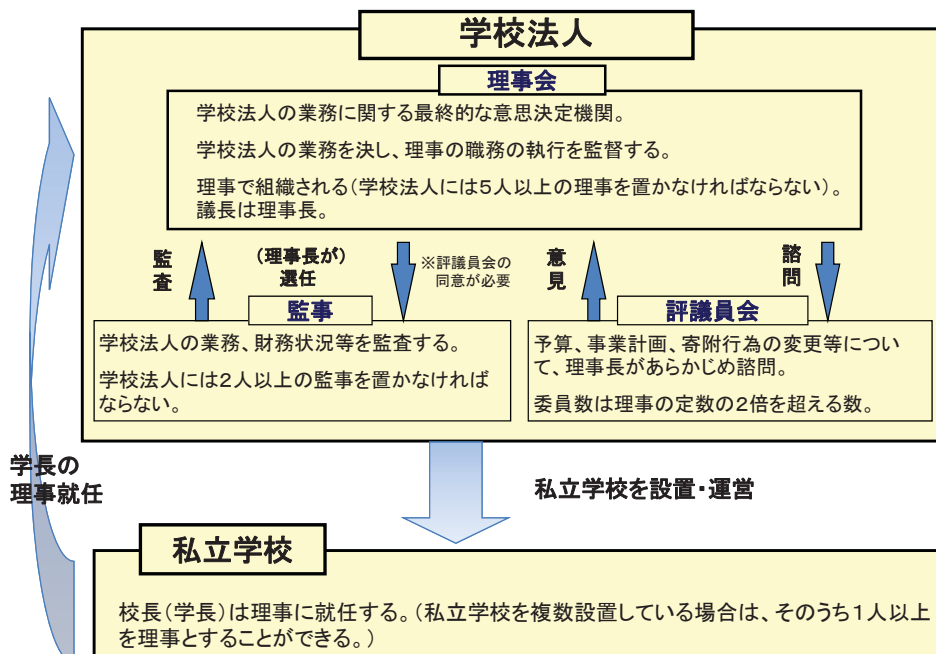 学校法人
理事会
学校法人の業務に関する最終的な意思決定機関。
学校法人の業務を決し、理事の職務の執行を監督する。
理事で組織される(学校法人には5人以上の理事を置かなければならない)。
議長は理事長。
監査
(理事長が)
選任
※評議員会の
同意が必要
意見
諮問
監事
学校法人の業務、財務状況等を監査する。
学校法人には2人以上の監事を置かなければ
ならない。
評議員会
予算、事業計画、寄附行為の変更等につい
て、理事長があらかじめ諮問。
委員数は理事の定数の2倍を超える数。
学長の
理事就任
私立学校を設置・運営
私立学校
校長(学長)は理事に就任する。(私立学校を複数設置している場合は、そのうち1人以上
を理事とすることができる。)